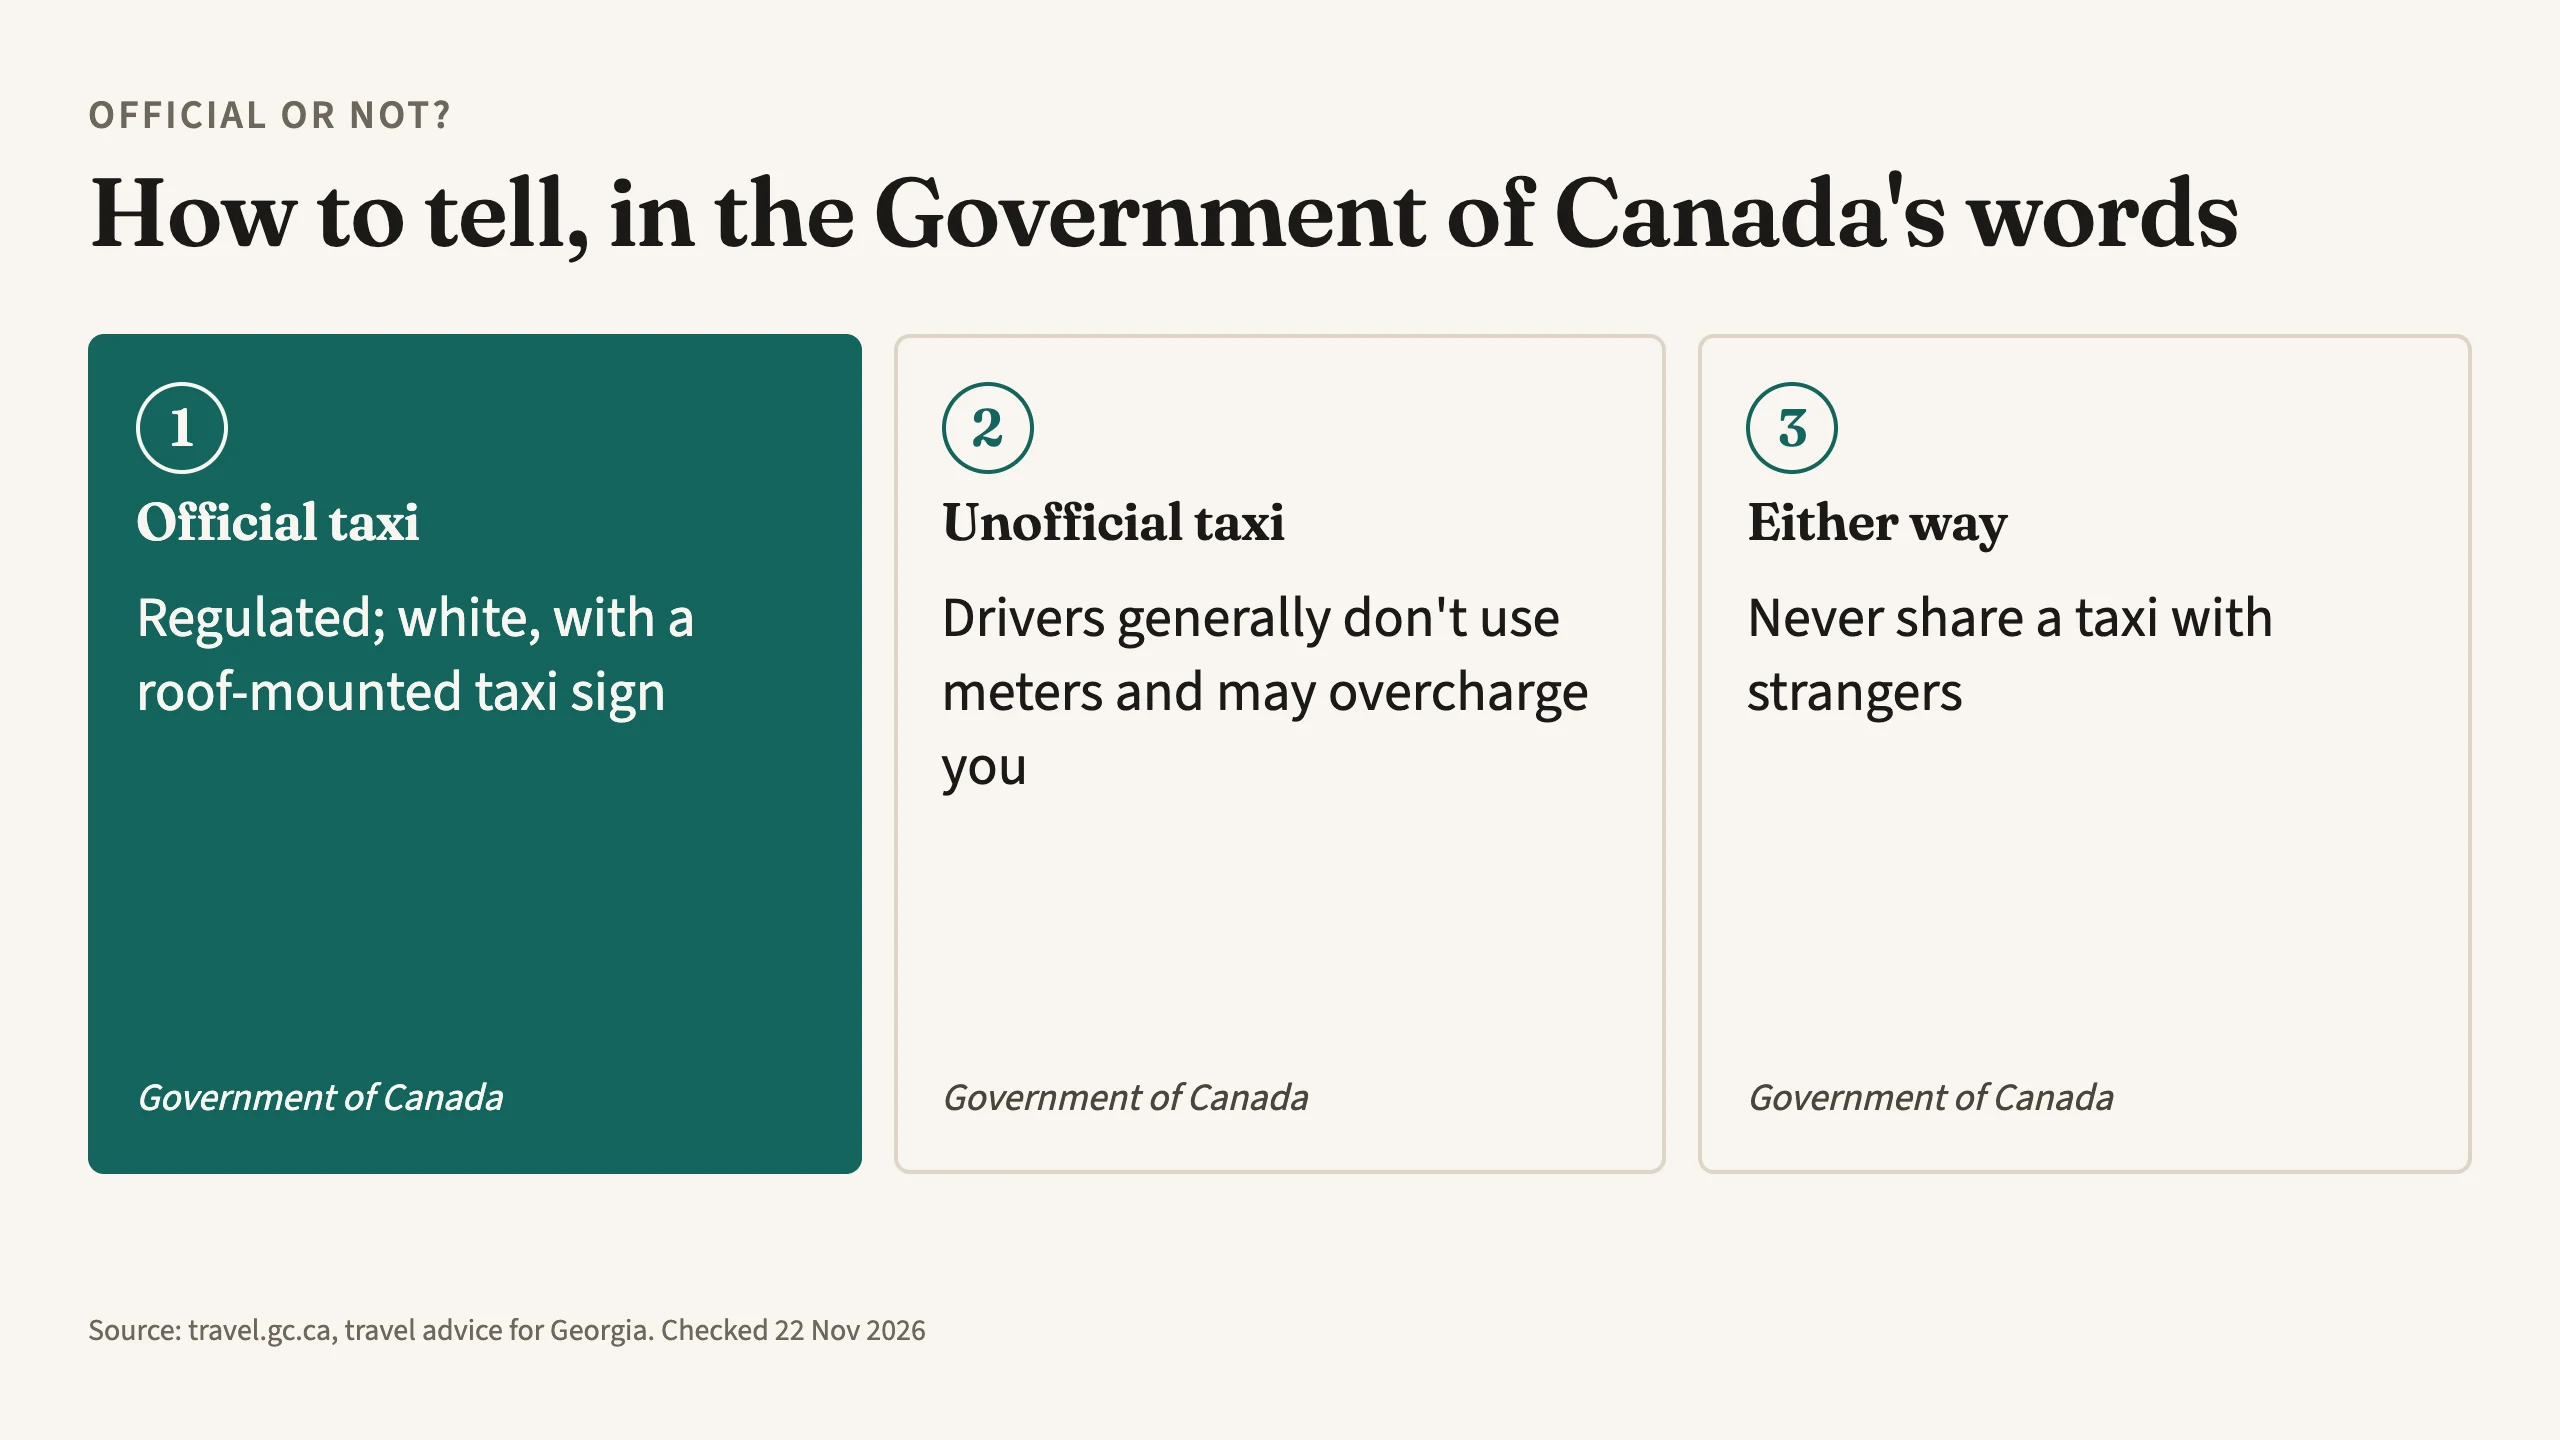 OFFICIAL OR NOT?
How to tell, in the Government of Canada's words
1
Official taxi
Regulated; white, with a
roof-mounted taxi sign
Government of Canada
2
Unofficial taxi
Drivers generally don't use
meters and may overcharge
you
Government of Canada
3
Either way
Never share a taxi with
strangers
Government of Canada
Source: travel.gc.ca, travel advice for Georgia. Checked 22 Nov 2026